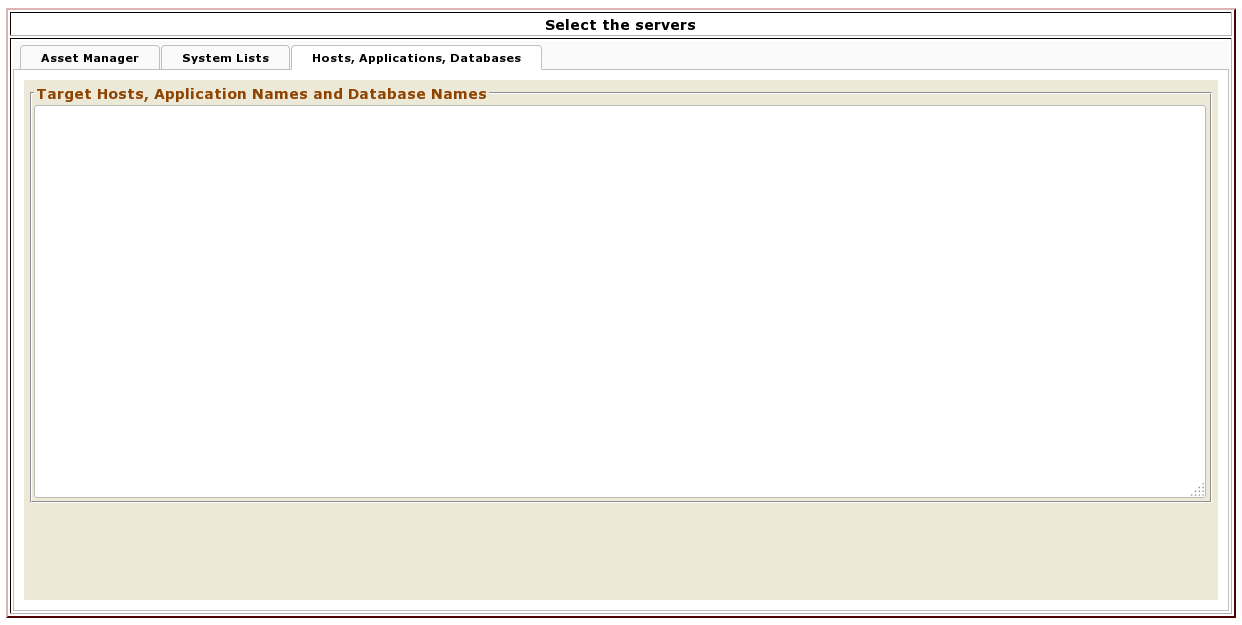 Select the servers
Asset Manager
System Lists
Hosts, Applications, Databases
Target Hosts, Application Names and Database Names